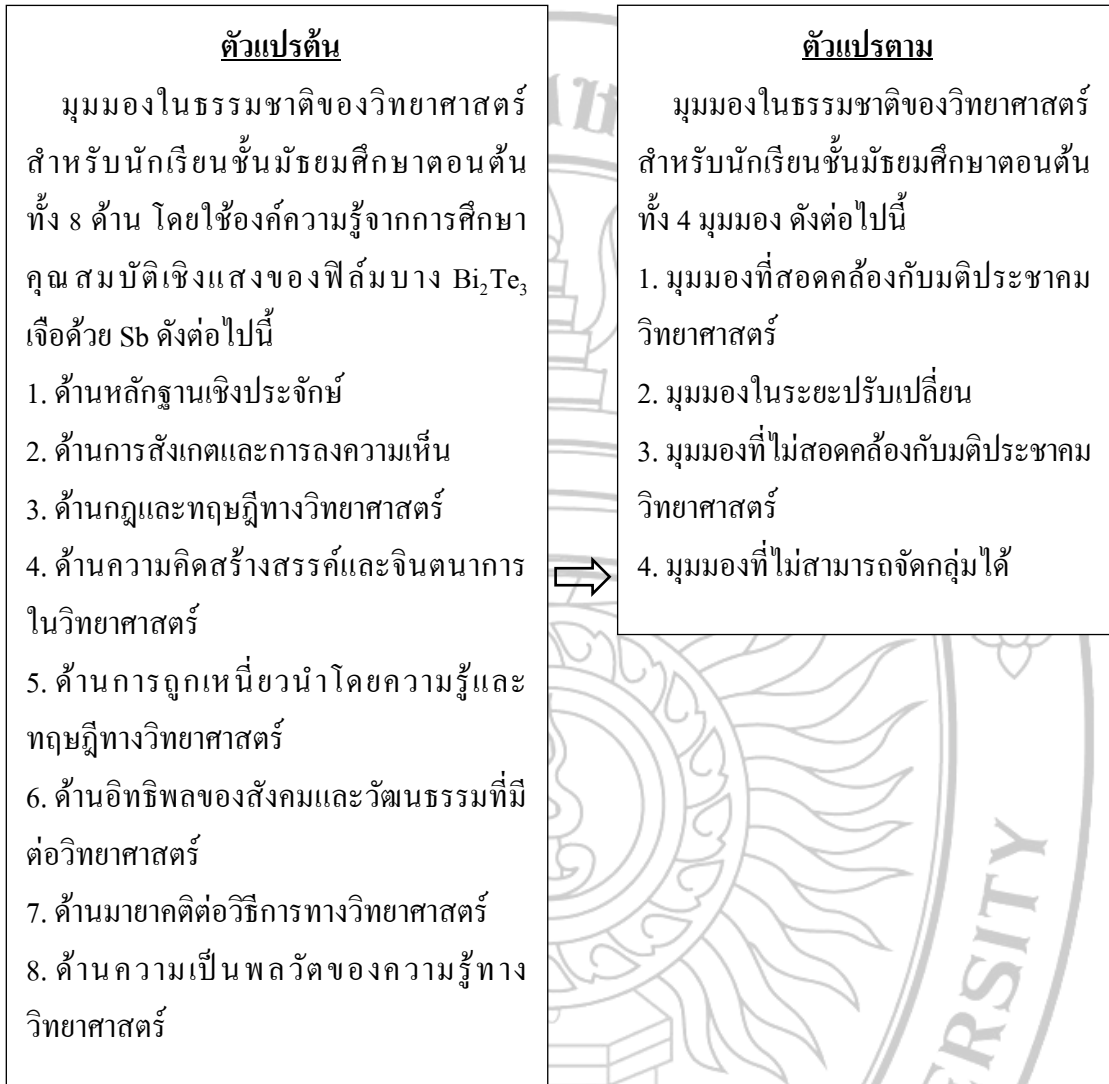 ตัวแปรต้น
มุมมองในธรรมชาติของวิทยาศาสตร์
สำหรับนักเรียนชั้นมัธยมศึกษาตอนต้น
ทั้ง 8 ด้าน โดยใช้องค์ความรู้จากการศึกษา
คุณสมบัติเชิงแสงของฟิล์มบาง Bi₂Te₃
เจือด้วย Sb ดังต่อไปนี้
1. ด้านหลักฐานเชิงประจักษ์
2. ด้านการสังเกตและการลงความเห็น
3. ด้านกฎและทฤษฎีทางวิทยาศาสตร์
4. ด้านความคิดสร้างสรรค์และจินตนาการ
ในวิทยาศาสตร์
5. ด้านการถูกเหนี่ยวนำโดยความรู้และ
ทฤษฎีทางวิทยาศาสตร์
6. ด้านอิทธิพลของสังคมและวัฒนธรรมที่มี
ต่อวิทยาศาสตร์
7. ด้านมายาคติต่อวิธีการทางวิทยาศาสตร์
8. ด้านความเป็นพลวัตของความรู้ทาง
วิทยาศาสตร์
ตัวแปรตาม
มุมมองในธรรมชาติของวิทยาศาสตร์
สำหรับนักเรียนชั้นมัธยมศึกษาตอนต้น
ทั้ง 4 มุมมอง ดังต่อไปนี้
1. มุมมองที่สอดคล้องกับมติประชาคม
วิทยาศาสตร์
2. มุมมองในระยะปรับเปลี่ยน
3. มุมมองที่ไม่สอดคล้องกับมติประชาคม
วิทยาศาสตร์
4. มุมมองที่ไม่สามารถจัดกลุ่มได้
ERSITY